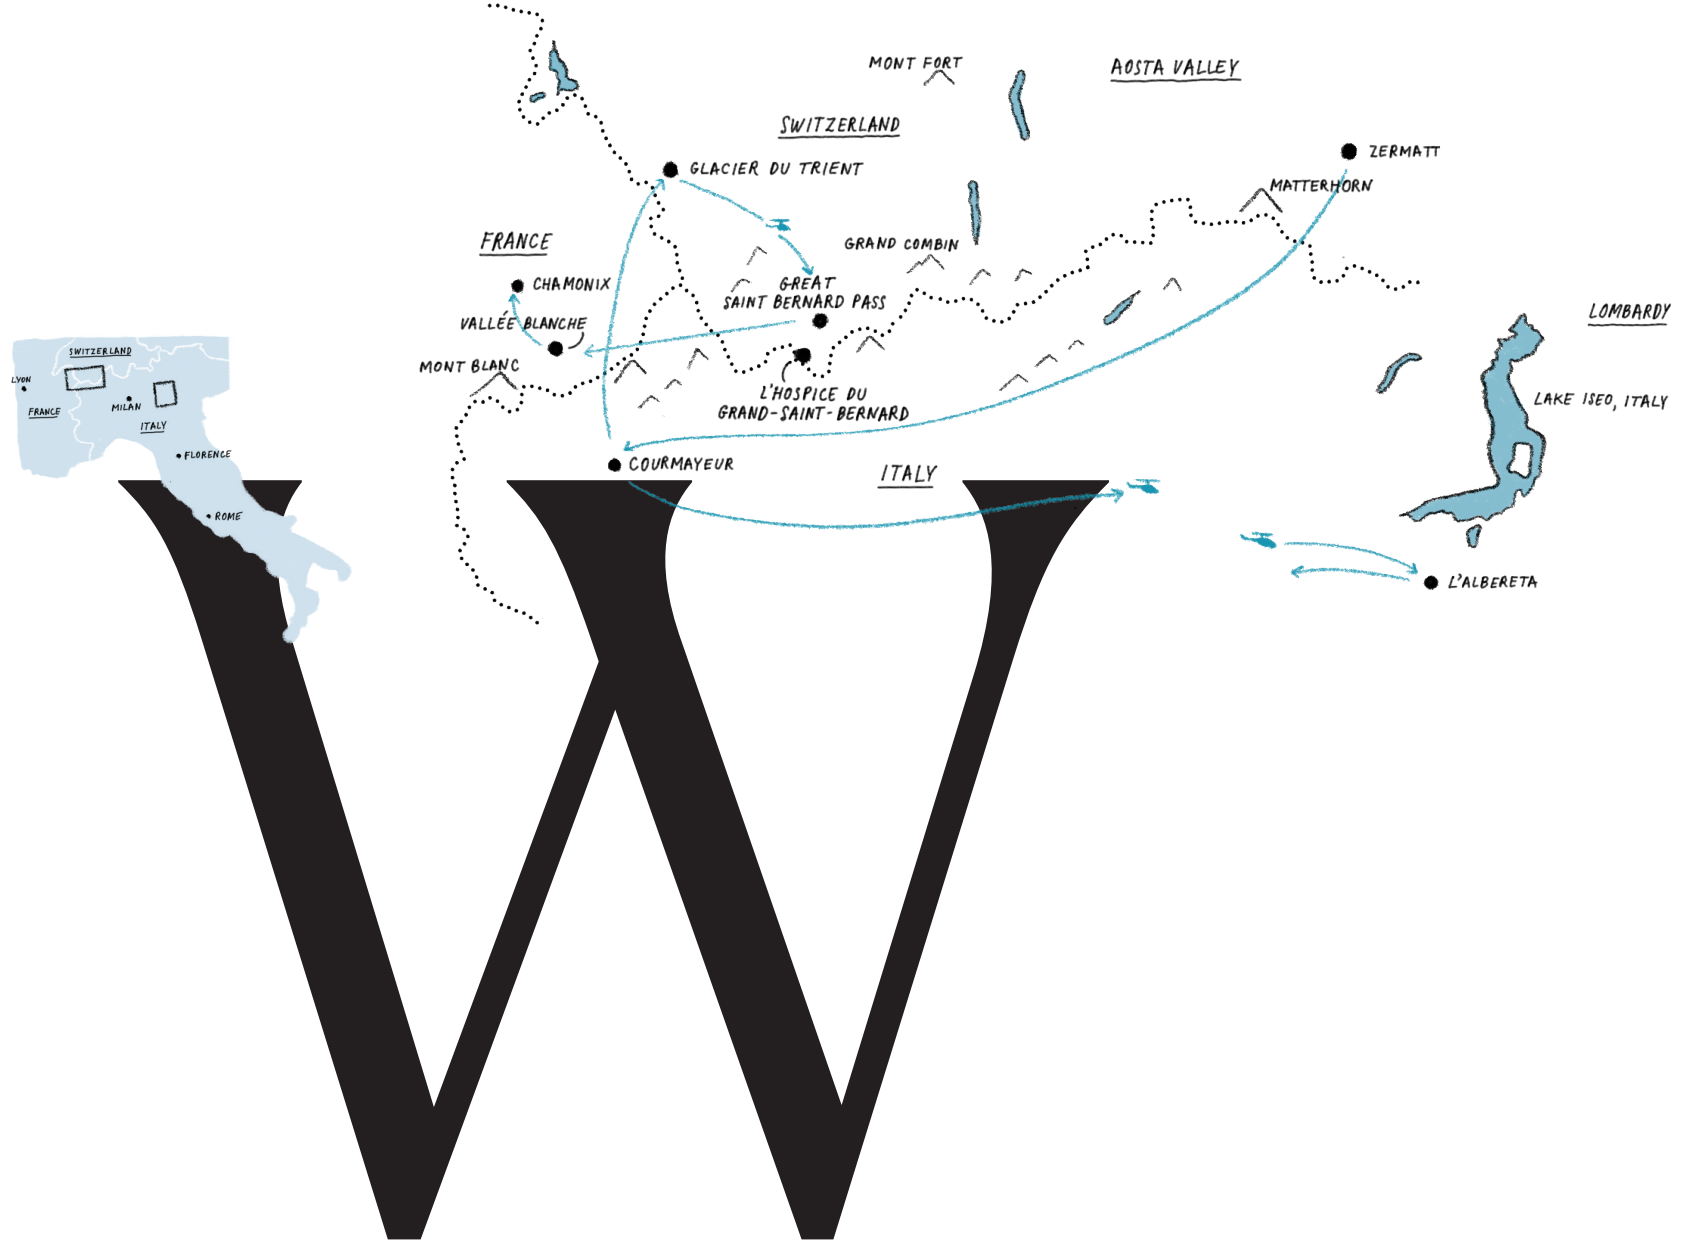 MONT FORT
AOSTA VALLEY
SWITZERLAND
ZERMATT
GLACIER DU TRIENT
MATTERHORN
FRANCE
GRAND COMBIN
CHAMONIX
GREAT
SAINT BERNARD PASS
LOMBARDY
VALLÉE BLANCHE
MONT BLANC
L'HOSPICE DU
GRAND-SAINT-BERNARD
LAKE ISEO, ITALY
COURMAYEUR
ITALY
L'ALBERETA
SWITZERLAND
LYON
FRANCE
MILAN
ITALY
FLORENCE
ROME
W